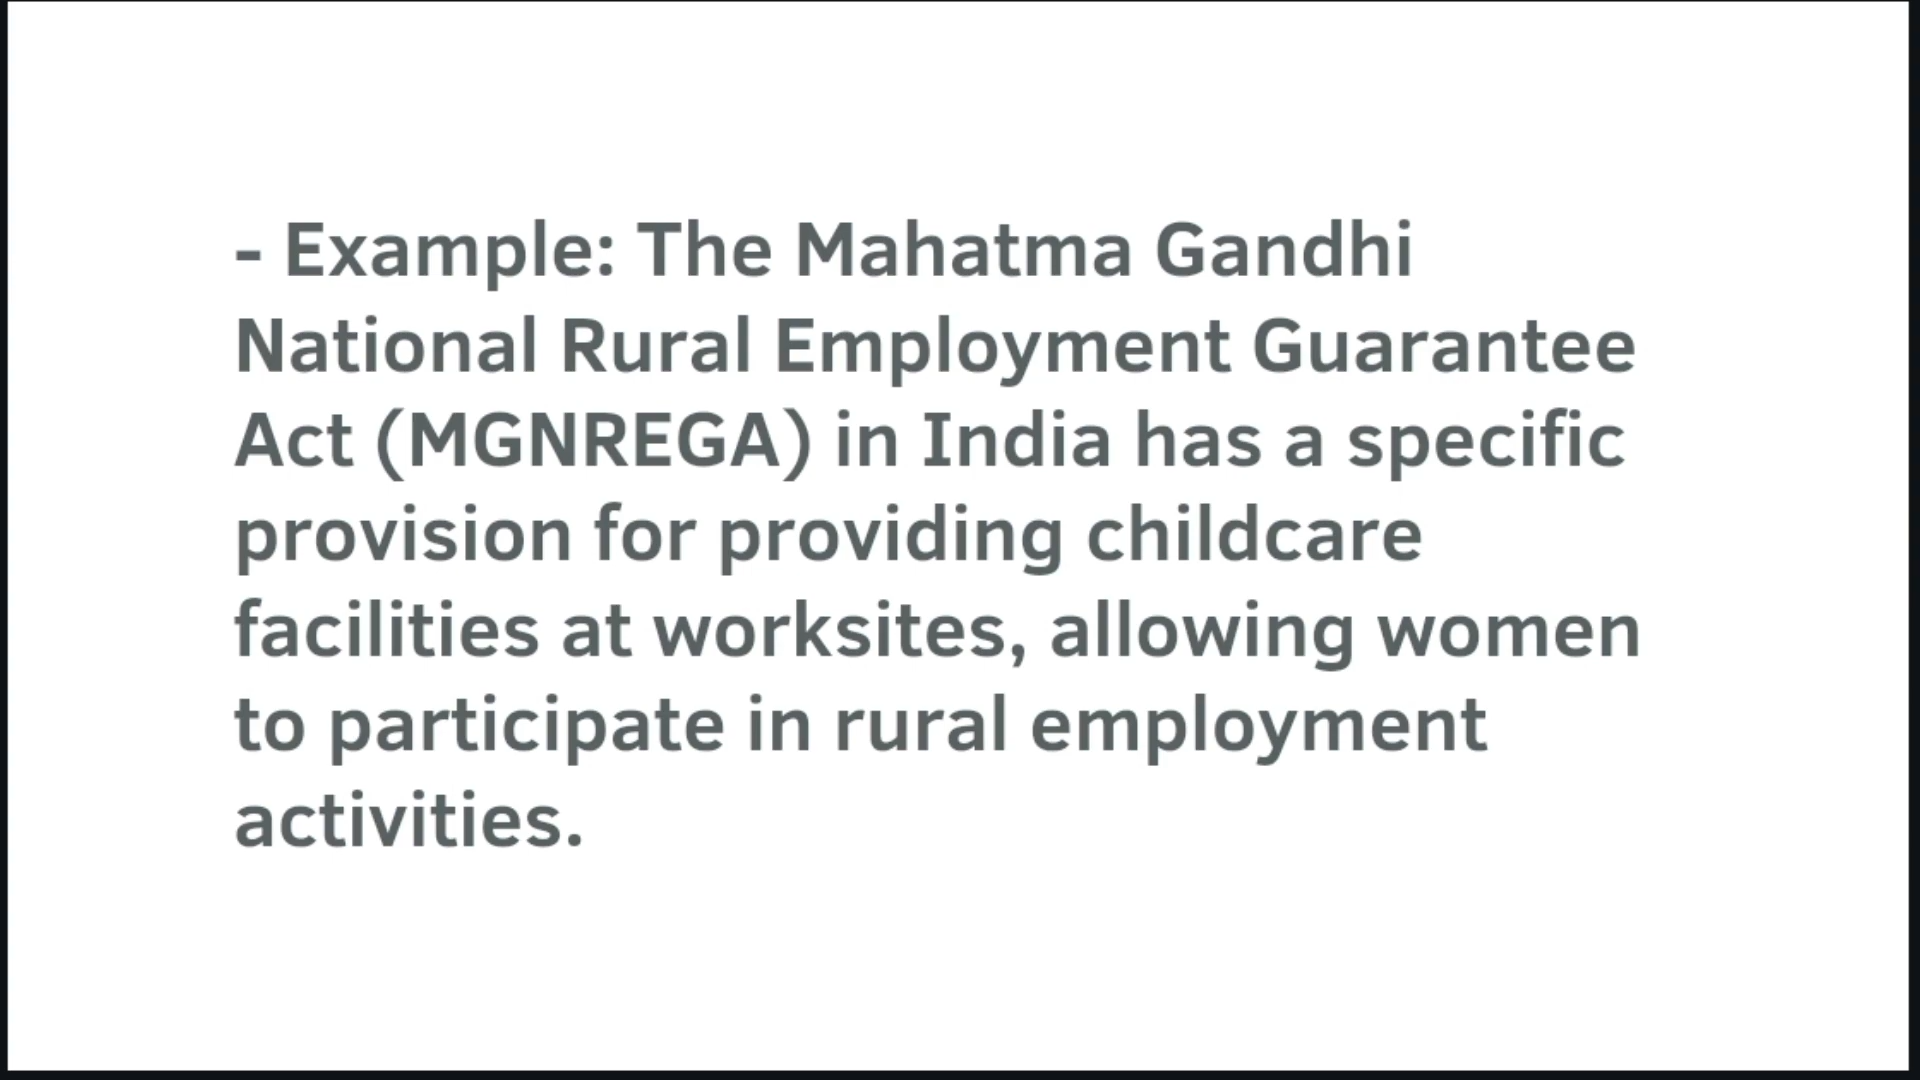 - Example: The Mahatma Gandhi
National Rural Employment Guarantee
Act (MGNREGA) in India has a specific
provision for providing childcare
facilities at worksites, allowing women
to participate in rural employment
activities.